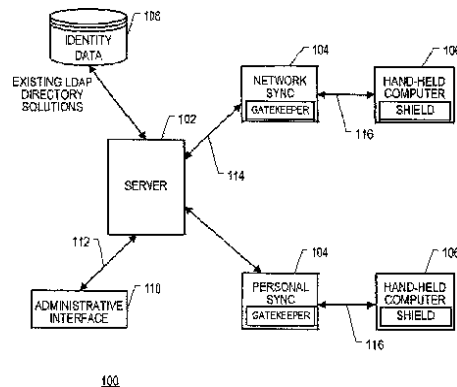 108
IDENTITY
DATA
EXISTING LDAP
DIRECTORY
SOLUTIONS
102
SERVER
104
NETWORK
SYNC
GATEKEEPER
106
HAND-HELD
COMPUTER
SHIELD
116
114
112
110
ADMINISTRATIVE
INTERFACE
104
PERSONAL
SYNC
GATEKEEPER
106
HAND-HELD
COMPUTER
SHIELD
116
100